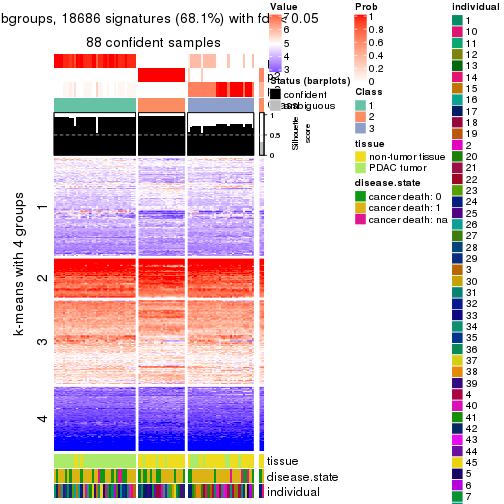 bgroups, 18686 signatures (68.1%) with fd 0.05
88 confident samples
p2
k-means with 4 groups
1
2
3
4
1
0.5
0
Silhouette
score
tissue
disease.state
individual
Value
6
5
4
3
Status (barplots)
confident
ambiguous
Prob
1
0.8
0.6
0.4
0.2
0
Class
1
2
3
tissue
non-tumor tissue
PDAC tumor
disease.state
cancer death: 0
cancer death: 1
cancer death: na
individual
1
10
11
12
13
14
15
16
17
18
19
2
20
21
22
23
24
25
26
27
28
29
3
30
31
32
33
34
35
36
37
38
39
4
40
41
42
43
44
45
5
6
7